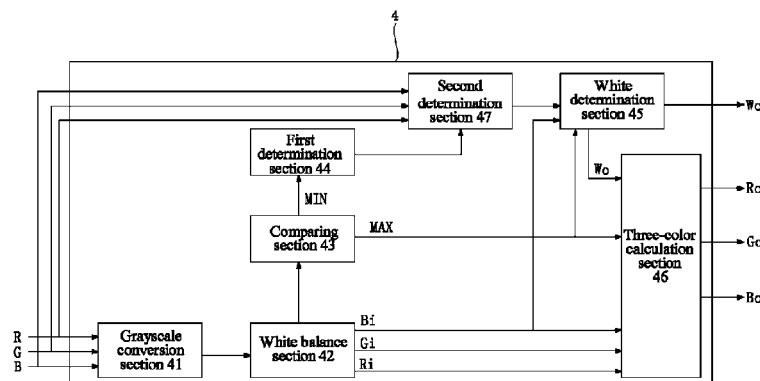 4
Second
determination
section 47
White
determination
section 45
Wo
First
determination
section 44
Wo
Ro
MIN
Comparing
section 43
MAX
Three-color
calculation
section
46
Go
Bo
R
G
B
Grayscale
conversion
section 41
White balance
section 42
Bi
Gi
Ri